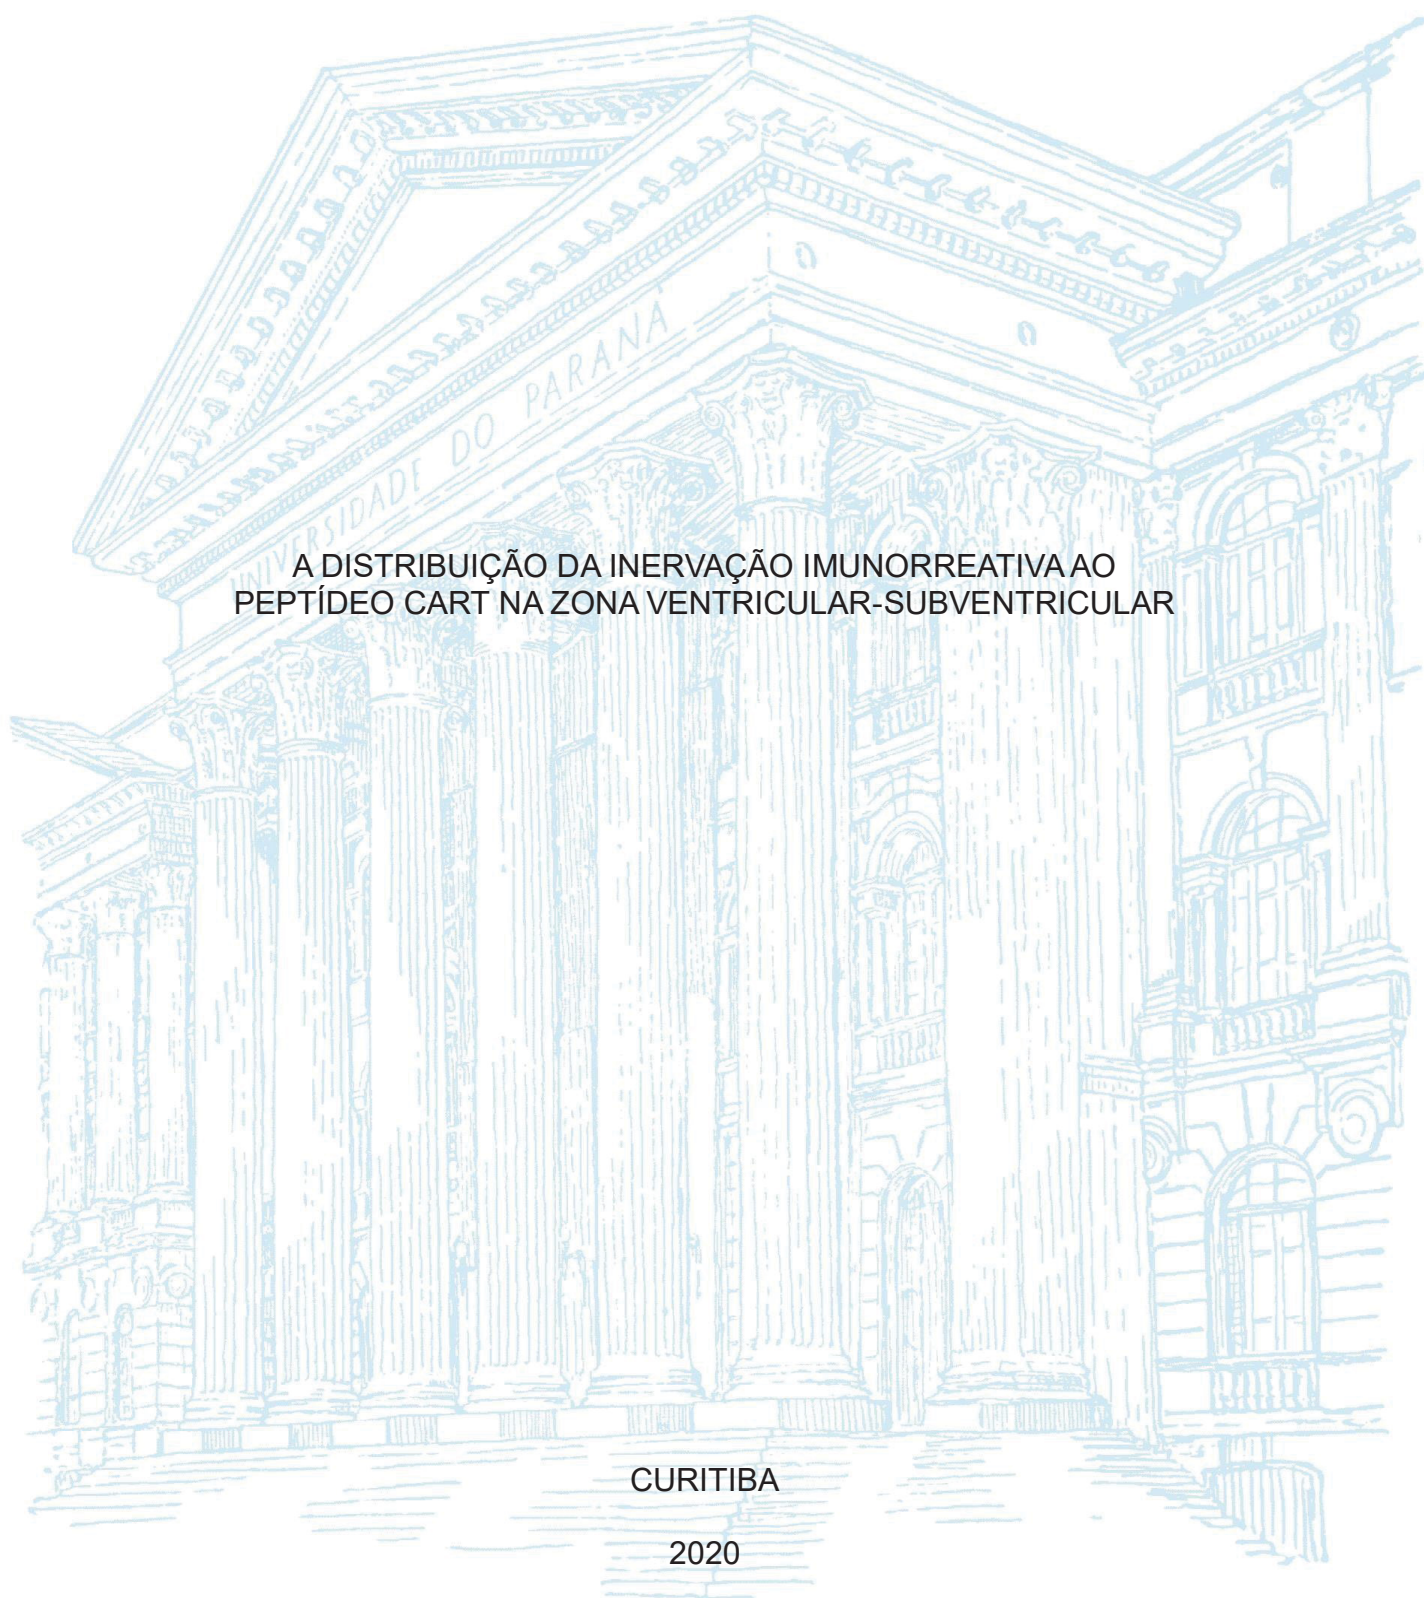 UNIVERSIDADE DO PARANÁ
A DISTRIBUIÇÃO DA INERVAÇÃO IMUNORREATIVA AO
PEPTÍDEO CART NA ZONA VENTRICULAR-SUBVENTRICULAR
CURITIBA
2020